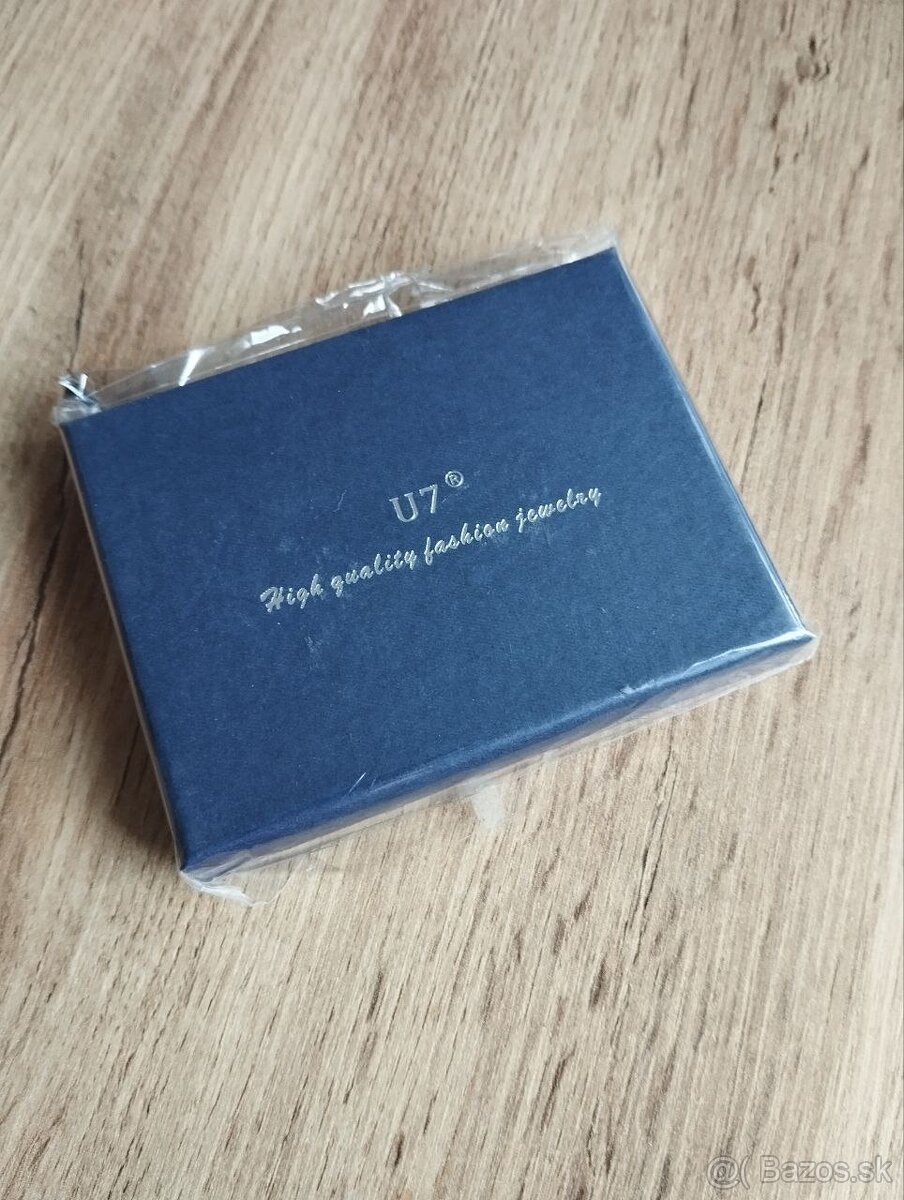 U7®
High quality fashion jewelry
@( Bazos.sk